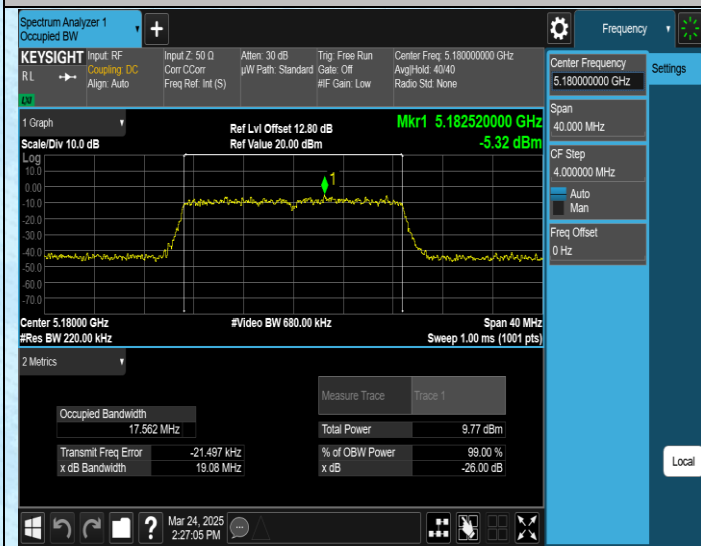 Spectrum Analyzer 1
Occupied BW
Frequency
KEYSIGHT
RL
LXI
Input: RF
Coupling: DC
Align: Auto
Input Z: 50 Ω
Corr CCorr
Freq Ref: Int (S)
Atten: 30 dB
µW Path: Standard
Trig: Free Run
Gate: Off
#IF Gain: Low
Center Freq: 5.180000000 GHz
Avg|Hold: 40/40
Radio Std: None
Center Frequency
5.180000000 GHz
Settings
Span
40.000 MHz
CF Step
4.000000 MHz
Auto
Man
Freq Offset
0 Hz
Local
1 Graph
Scale/Div 10.0 dB
Ref Lvl Offset 12.80 dB
Ref Value 20.00 dBm
Mkr1 5.182520000 GHz
-5.32 dBm
Log
10.0
0.00
-10.0
-20.0
-30.0
-40.0
-50.0
-60.0
-70.0
1
Center 5.18000 GHz
#Res BW 220.00 kHz
#Video BW 680.00 kHz
Span 40 MHz
Sweep 1.00 ms (1001 pts)
2 Metrics
Measure Trace
Trace 1
Occupied Bandwidth
17.562 MHz
Total Power
9.77 dBm
Transmit Freq Error
-21.497 kHz
% of OBW Power
99.00 %
x dB Bandwidth
19.08 MHz
x dB
-26.00 dB
?
Mar 24, 2025
2:27:05 PM